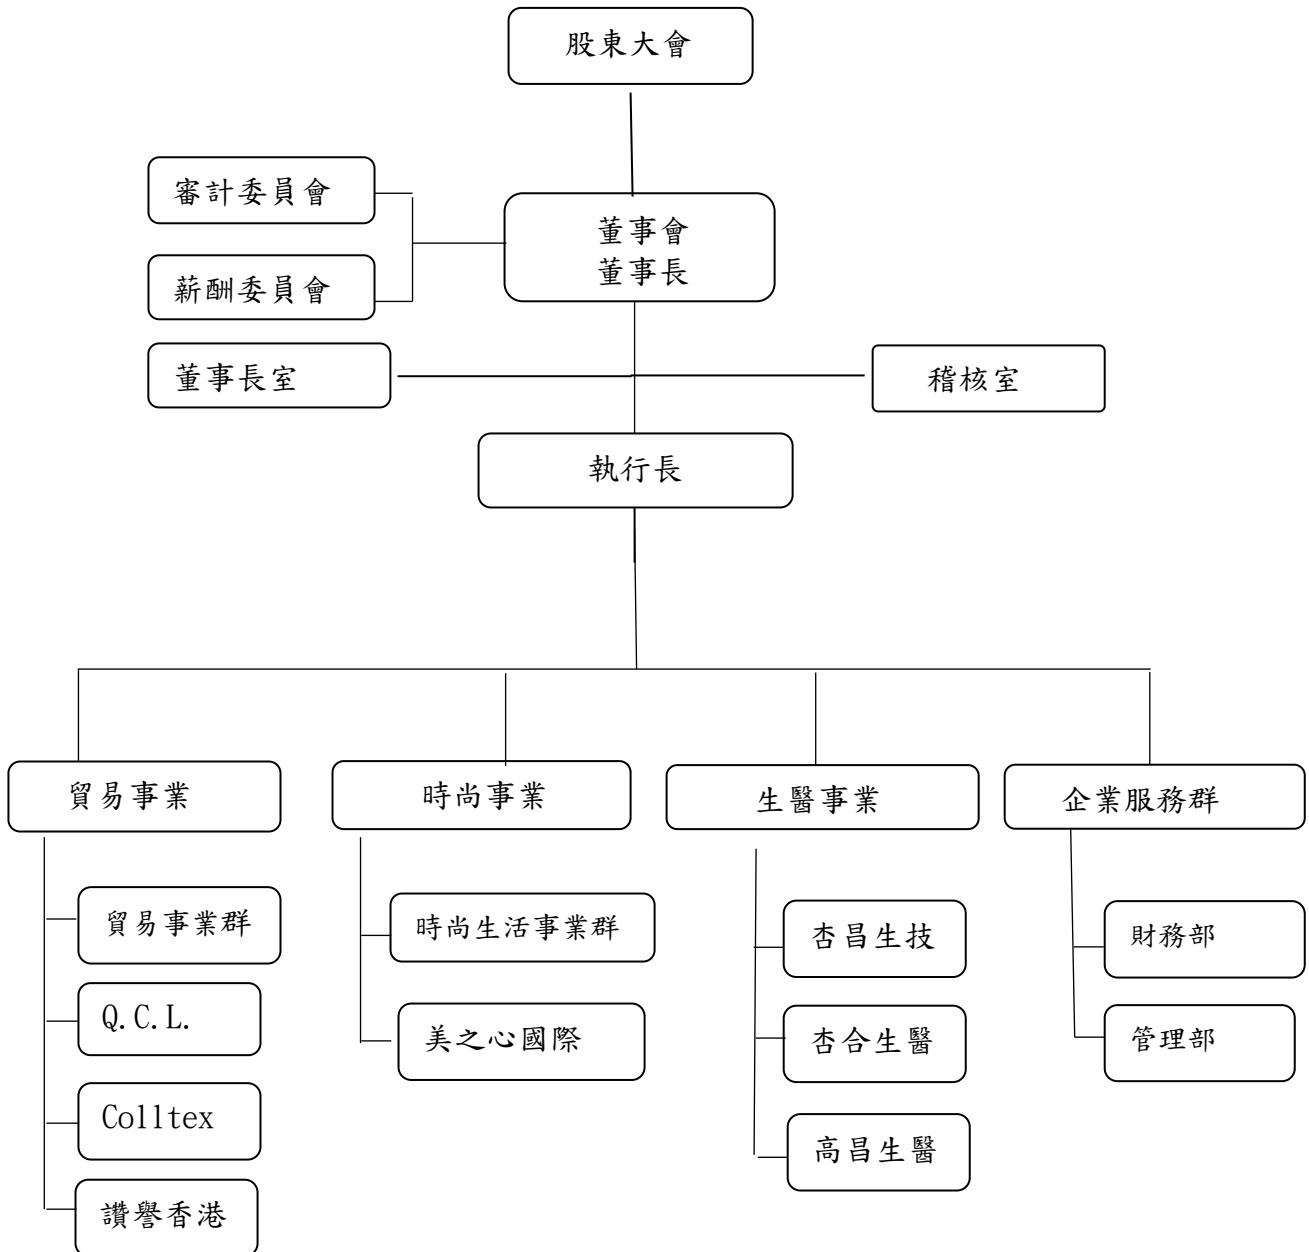 股東大會
審計委員會
董事會
董事長
薪酬委員會
董事長室
稽核室
執行長
貿易事業
時尚事業
生醫事業
企業服務群
貿易事業群
Q.C.L.
Colltex
讚譽香港
時尚生活事業群
美之心國際
杏昌生技
杏合生醫
高昌生醫
財務部
管理部